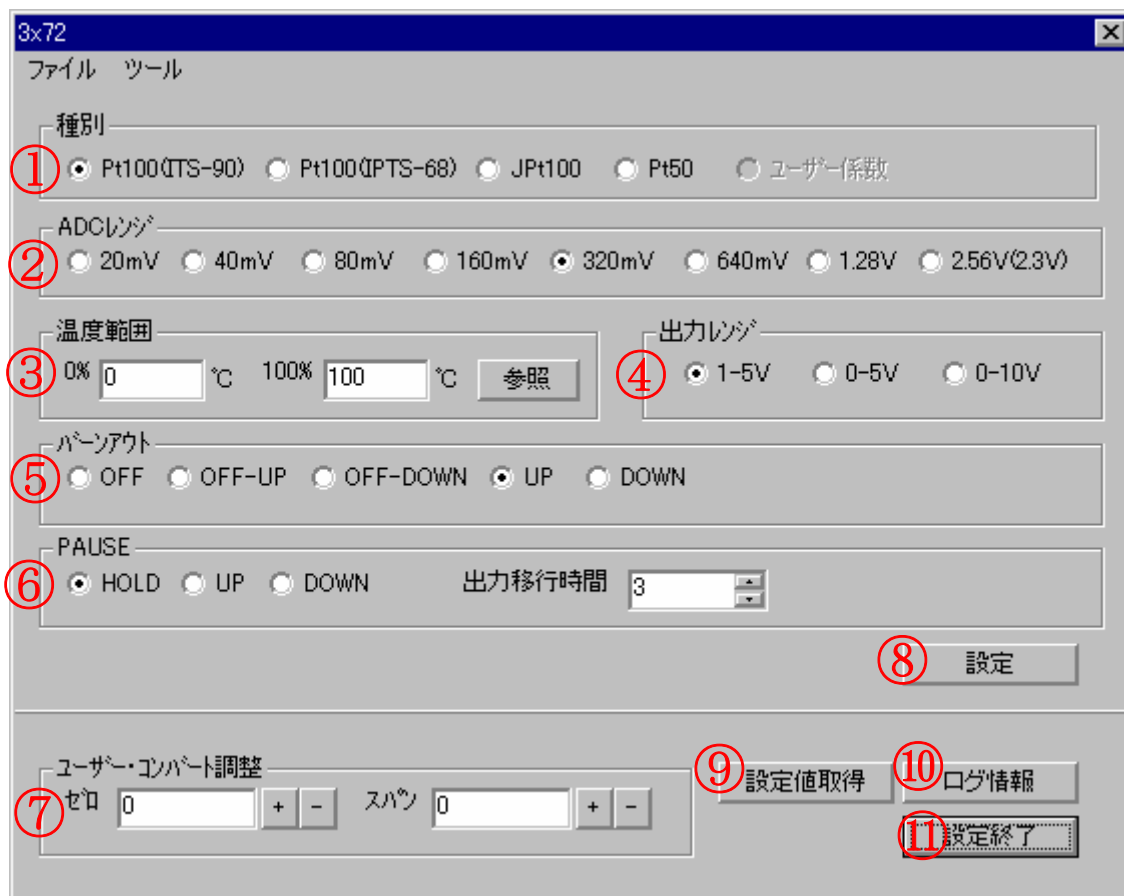 3x72
ファイル ツール
種別
① Pt100(ITS-90) Pt100(IPTS-68) JPt100 Pt50 ユーザー係数
ADCレンジ
② 20mV 40mV 80mV 160mV 320mV 640mV 1.28V 2.56V(2.3V)
温度範囲
③ 0% 0 ℃ 100% 100 ℃ 参照
出力レンジ
④ 1-5V 0-5V 0-10V
バーンアウト
⑤ OFF OFF-UP OFF-DOWN UP DOWN
PAUSE
⑥ HOLD UP DOWN 出力移行時間 3
⑧ 設定
ユーザー・コンバート調整
⑦ ゼロ 0 + - スパン 0 + -
⑨ 設定値取得 ⑩ ログ情報
⑪ 設定終了